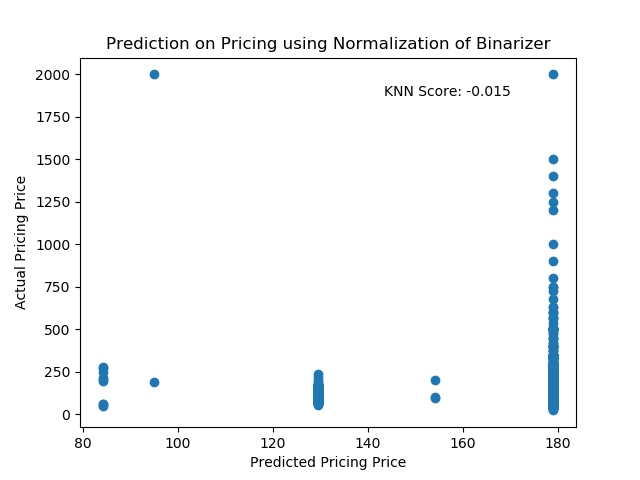 Prediction on Pricing using Normalization of Binarizer
KNN Score: -0.015
2000
1750
1500
1250
1000
750
500
250
0
Actual Pricing Price
80 100 120 140 160 180
Predicted Pricing Price